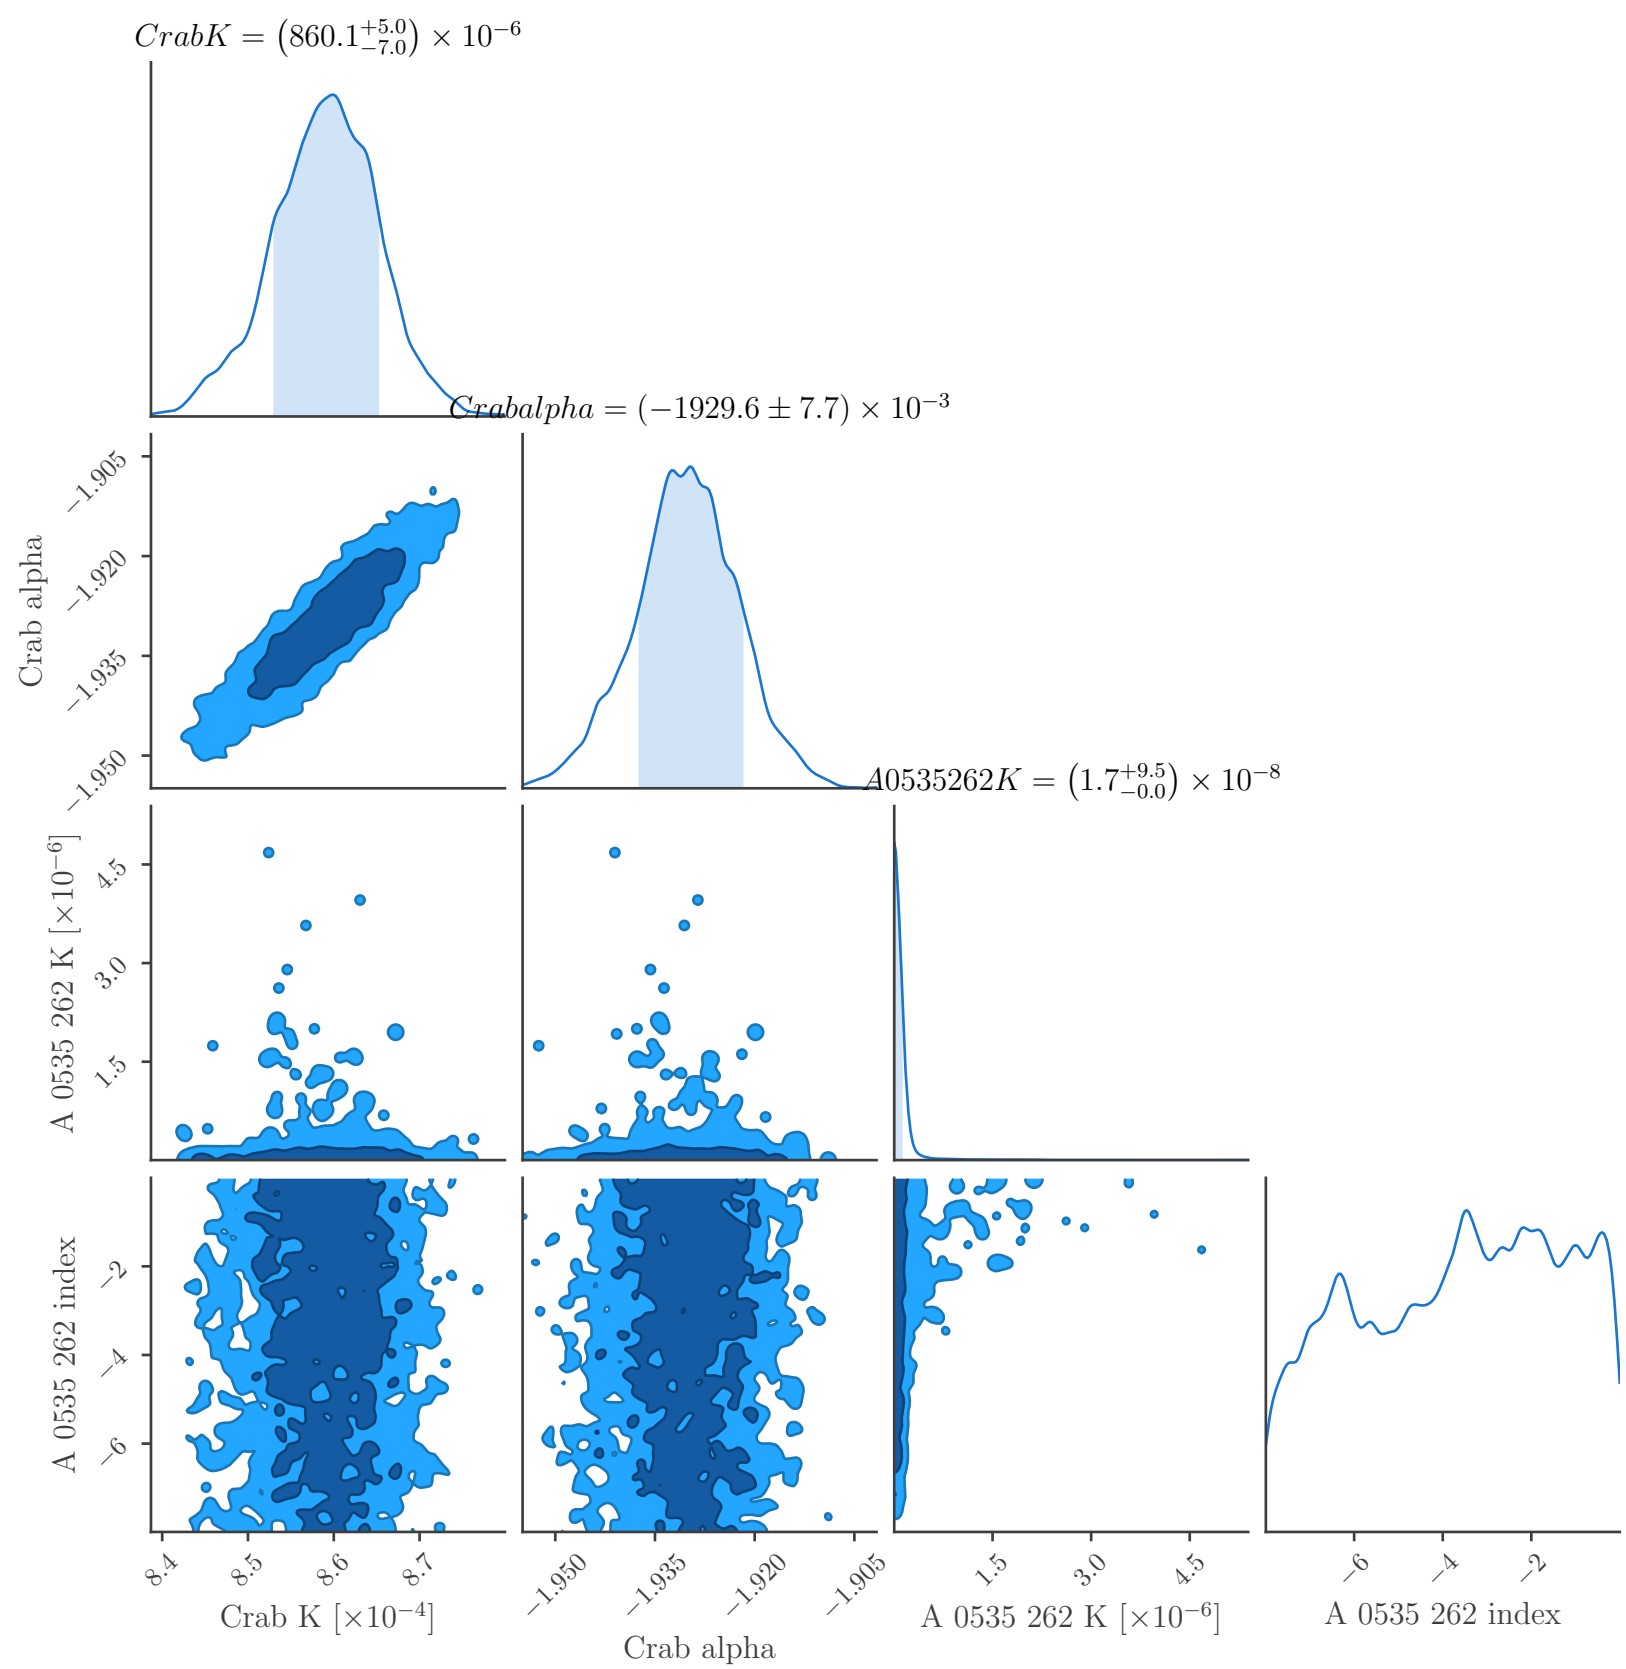 CrabK = (860.1^{+5.0}_{-7.0}) × 10^{-6}
Crabalpha = (−1929.6 ± 7.7) × 10^{-3}
Crab alpha
−1.905
−1.920
−1.935
−1.950
A0535262K = (1.7^{+9.5}_{-0.0}) × 10^{-8}
A 0535 262 K [×10^{-6}]
4.5
3.0
1.5
A 0535 262 index
−2
−4
−6
8.4 8.5 8.6 8.7
Crab K [×10^{-4}]
−1.950 −1.935 −1.920 −1.905
Crab alpha
1.5 3.0 4.5
A 0535 262 K [×10^{-6}]
−6 −4 −2
A 0535 262 index